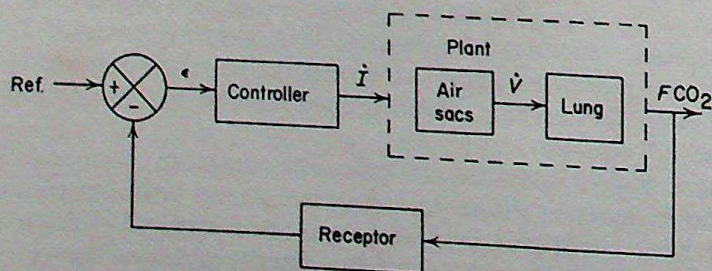 Plant
Ref.
+
-
ϵ
Controller
İ
Air
sacs
V̇
Lung
FCO₂
Receptor